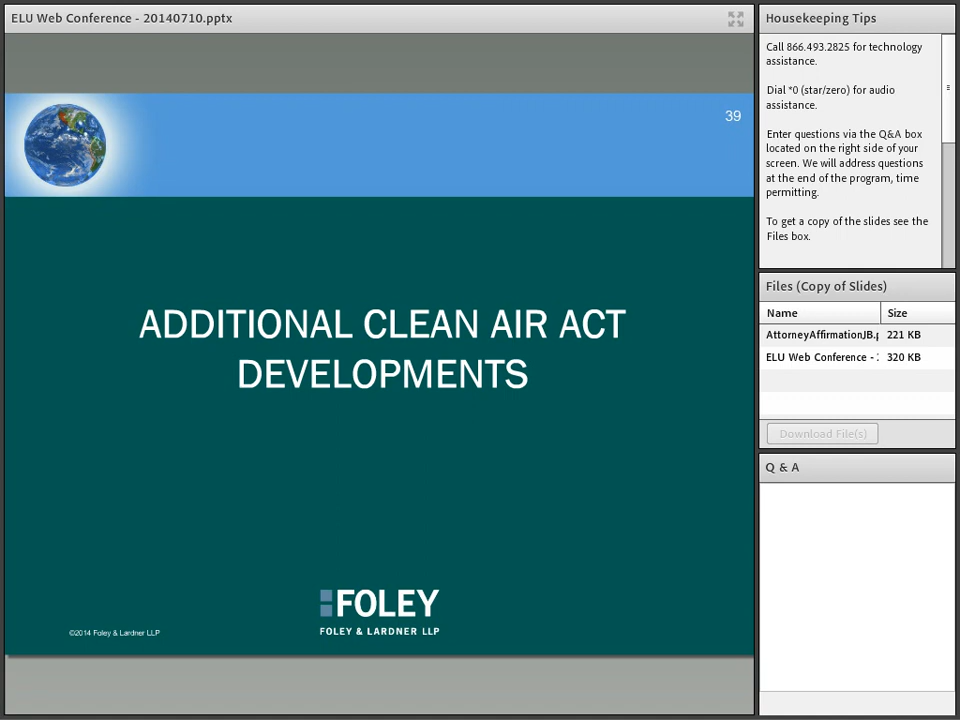 ELU Web Conference - 20140710.pptx
39
ADDITIONAL CLEAN AIR ACT
DEVELOPMENTS
FOLEY
FOLEY & LARDNER LLP
©2014 Foley & Lardner LLP
Housekeeping Tips
Call 866.493.2825 for technology
assistance.
Dial *0 (star/zero) for audio
assistance.
Enter questions via the Q&A box
located on the right side of your
screen. We will address questions
at the end of the program, time
permitting.
To get a copy of the slides see the
Files box.
Files (Copy of Slides)
Name Size
AttorneyAffirmationJB.p 221 KB
ELU Web Conference - 320 KB
Download File(s)
Q & A